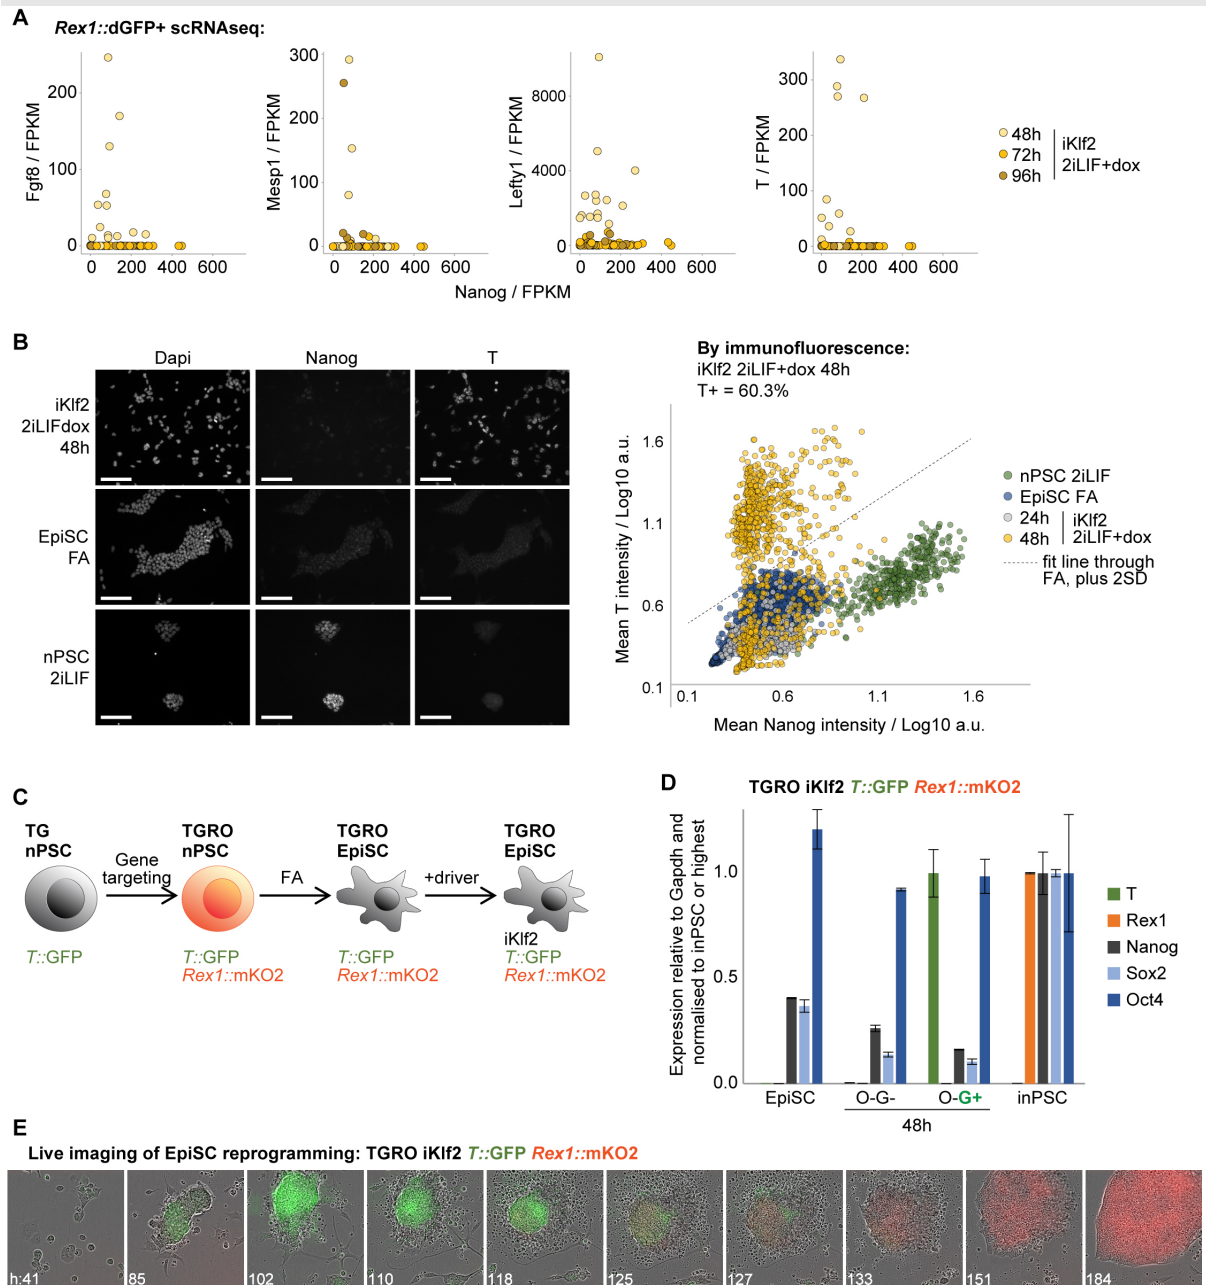 A
Rex1::dGFP+ scRNAseq:
Fgf8 / FPKM
200
100
0
0 200 400 600
Mesp1 / FPKM
300
200
100
0
0 200 400 600
Lefty1 / FPKM
8000
4000
0
0 200 400 600
T / FPKM
300
200
100
0
0 200 400 600
Nanog / FPKM
48h
72h
96h
iKlf2
2iLIF+dox
B
Dapi Nanog T
iKlf2
2iLIFdox
48h
EpiSC
FA
nPSC
2iLIF
By immunofluorescence:
iKlf2 2iLIF+dox 48h
T+ = 60.3%
Mean T intensity / Log10 a.u.
1.6
1.1
0.6
0.1
0.1 0.6 1.1 1.6
Mean Nanog intensity / Log10 a.u.
nPSC 2iLIF
EpiSC FA
24h
48h
iKlf2
2iLIF+dox
fit line through
FA, plus 2SD
C
TG
nPSC
T::GFP
Gene
targeting
TGRO
nPSC
T::GFP
Rex1::mKO2
FA
TGRO
EpiSC
T::GFP
Rex1::mKO2
+driver
TGRO
EpiSC
iKlf2
T::GFP
Rex1::mKO2
D
TGRO iKlf2 T::GFP Rex1::mKO2
Expression relative to Gapdh and
normalised to inPSC or highest
1.0
0.5
0.0
EpiSC O-G- O-G+ inPSC
48h
T
Rex1
Nanog
Sox2
Oct4
E
Live imaging of EpiSC reprogramming: TGRO iKlf2 T::GFP Rex1::mKO2
h:41 85 102 110 118 125 127 133 151 184